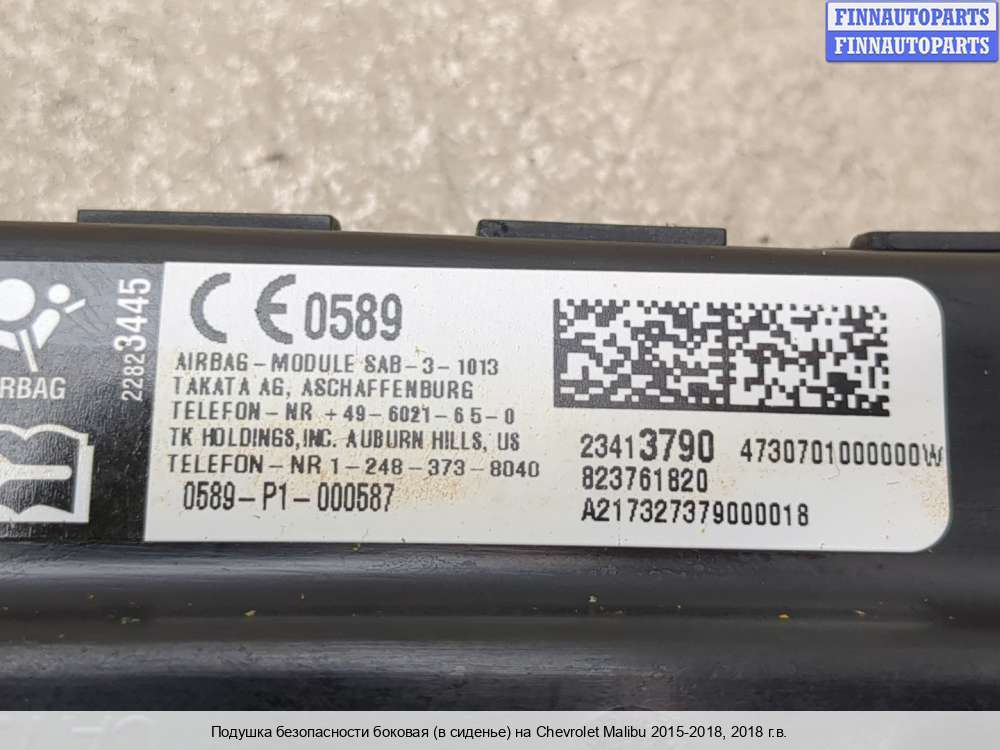 FINNAUTOPARTS
FINNAUTOPARTS
22823445
AIRBAG
CE 0589
AIRBAG-MODULE SAB-3-1013
TAKATA AG, ASCHAFFENBURG
TELEFON-NR +49-6021-65-0
TK HOLDINGS, INC. AUBURN HILLS, US
TELEFON-NR 1-248-373-8040
0589-P1-000587
23413790 4730701000000W
823761820
A217327379000018
Подушка безопасности боковая (в сиденье) на Chevrolet Malibu 2015-2018, 2018 г.в.